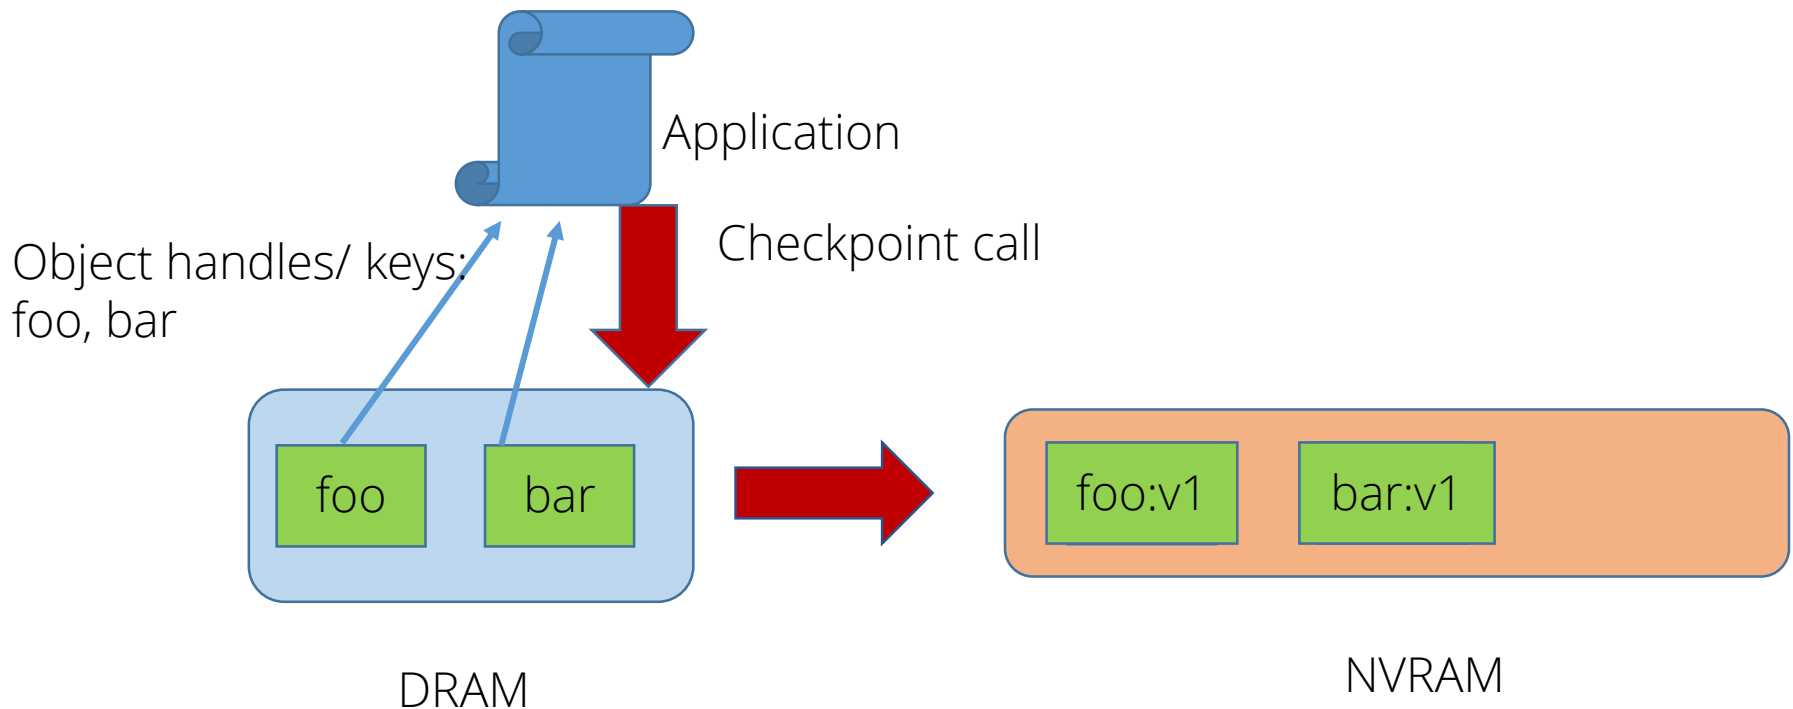 Application
Checkpoint call
Object handles/ keys:
foo, bar
foo
bar
foo:v1
bar:v1
DRAM
NVRAM